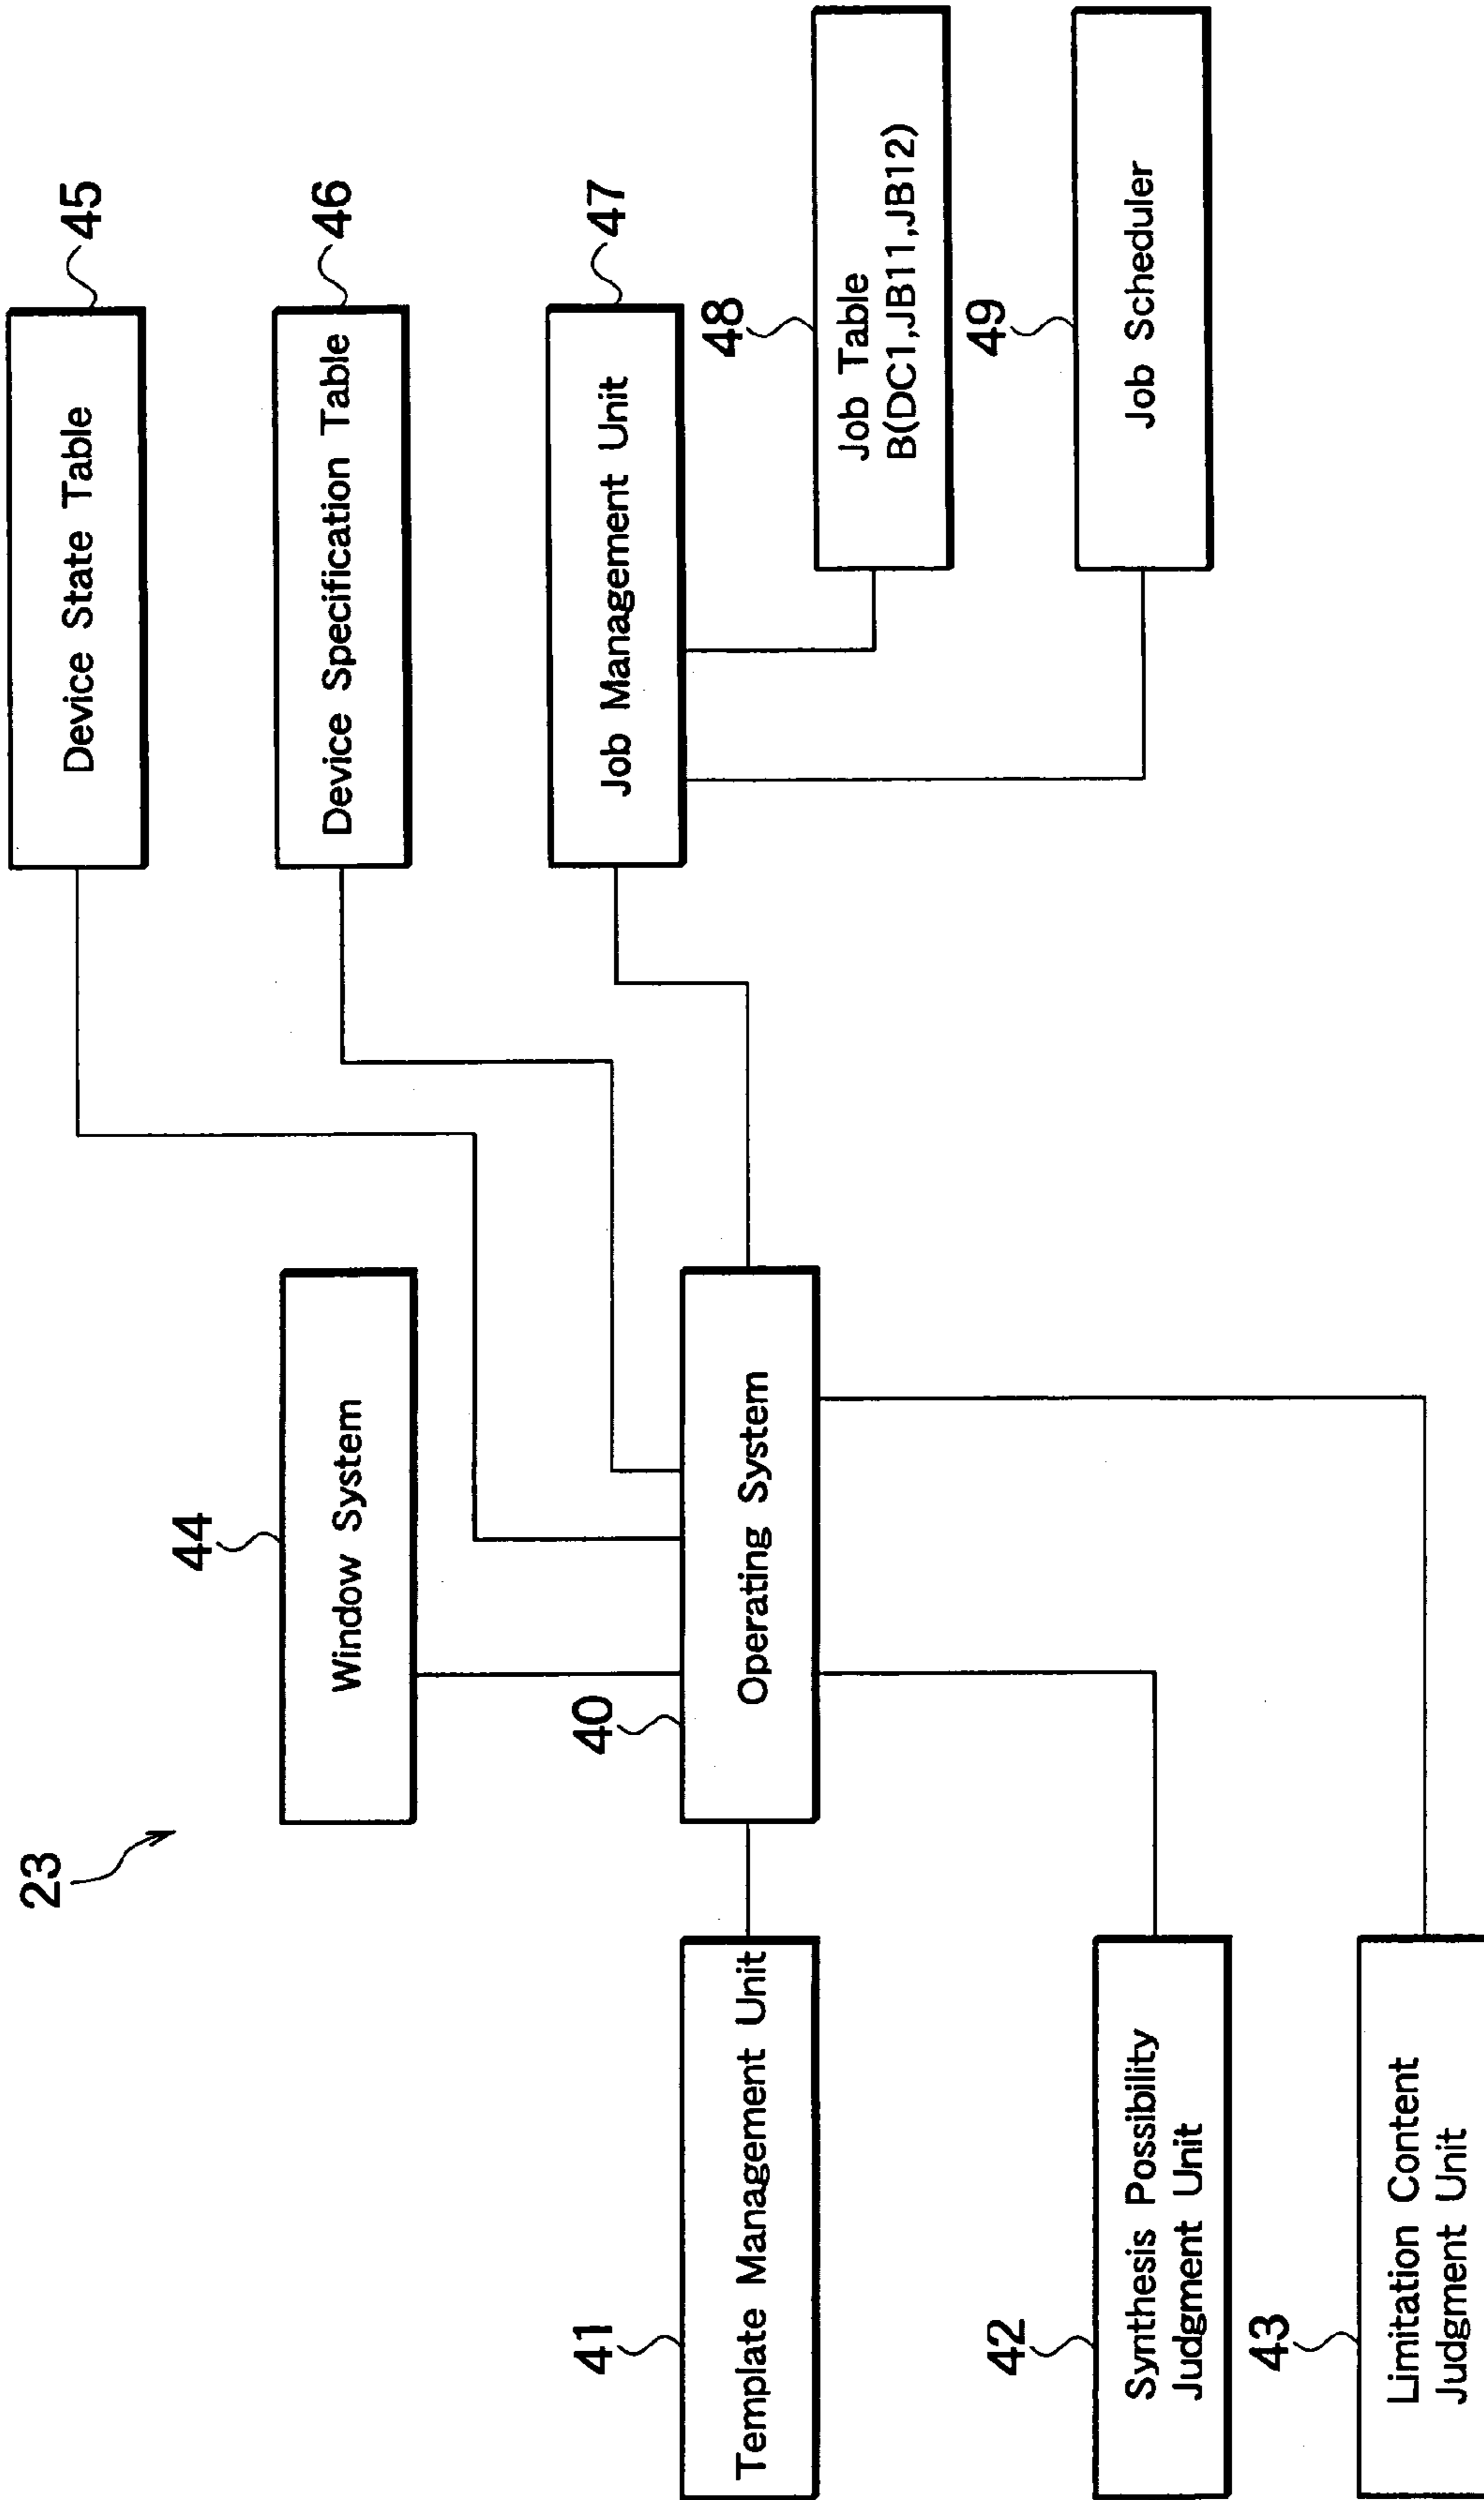 23
44
Window System
45
Device State Table
46
Device Specification Table
41
Template Management Unit
40
Operating System
47
Job Management Unit
48
Job Table
B(DC1,JB11,JB12)
42
Synthesis Possibility
Judgment Unit
49
Job Scheduler
43
Limitation Content
Judgment Unit